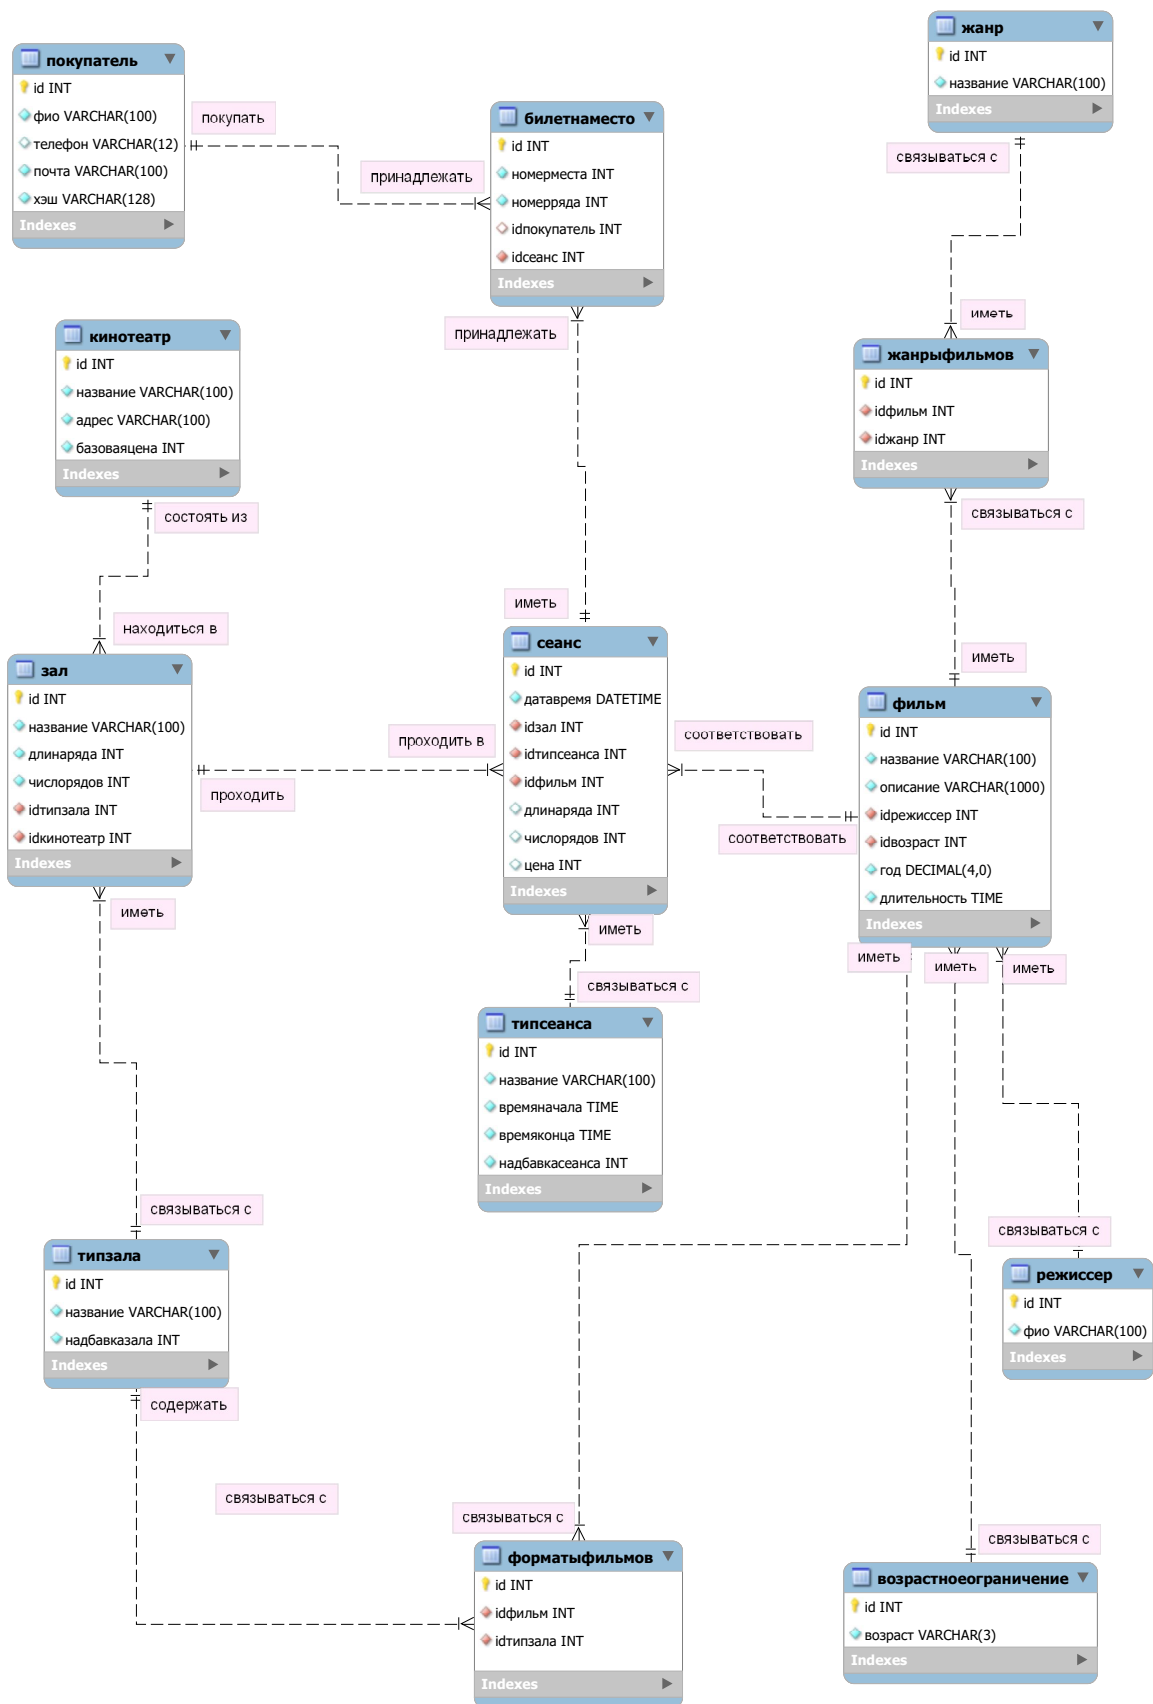 покупатель
id INT
фио VARCHAR(100)
телефон VARCHAR(12)
почта VARCHAR(100)
хэш VARCHAR(128)
Indexes
покупать
принадлежать
билетнаместо
id INT
номерместа INT
номерряда INT
idпокупатель INT
idсеанс INT
Indexes
принадлежать
жанр
id INT
название VARCHAR(100)
Indexes
связываться с
иметь
жанрыфильмов
id INT
idфильм INT
idжанр INT
Indexes
связываться с
иметь
кинотеатр
id INT
название VARCHAR(100)
адрес VARCHAR(100)
базоваяцена INT
Indexes
состоять из
находиться в
зал
id INT
название VARCHAR(100)
длинаряда INT
числорядов INT
idтипзала INT
idкинотеатр INT
Indexes
иметь
проходить в
проходить
иметь
сеанс
id INT
датавремя DATETIME
idзал INT
idтипсеанса INT
idфильм INT
длинаряда INT
числорядов INT
цена INT
Indexes
иметь
соответствовать
соответствовать
фильм
id INT
название VARCHAR(100)
описание VARCHAR(1000)
idрежиссер INT
idвозраст INT
год DECIMAL(4,0)
длительность TIME
Indexes
иметь
иметь
иметь
связываться с
типсеанса
id INT
название VARCHAR(100)
времяначала TIME
времяконца TIME
надбавкасеанса INT
Indexes
связываться с
типзала
id INT
название VARCHAR(100)
надбавказала INT
Indexes
содержать
связываться с
связываться с
режиссер
id INT
фио VARCHAR(100)
Indexes
связываться с
форматыфильмов
id INT
idфильм INT
idтипзала INT
Indexes
связываться с
возрастноеограничение
id INT
возраст VARCHAR(3)
Indexes